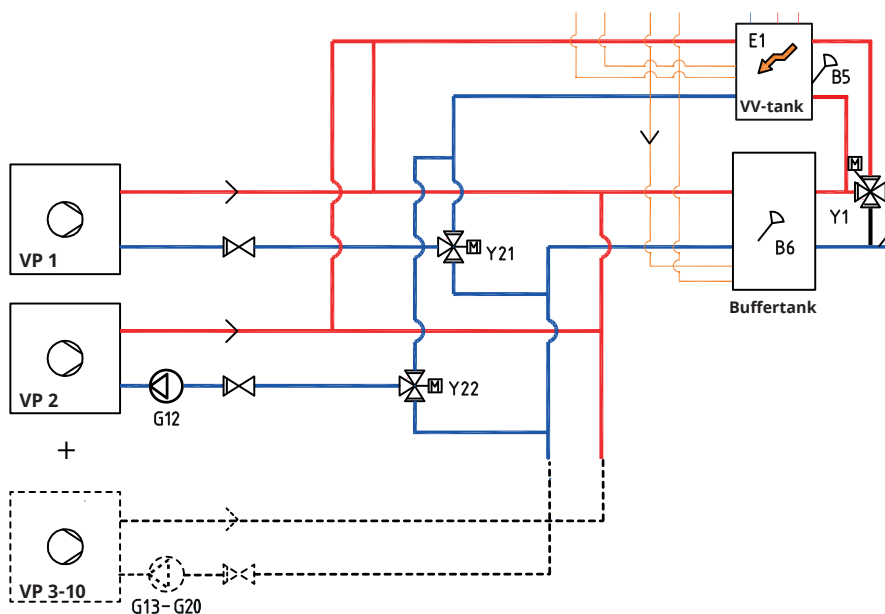 E1
B5
VV-tank
M
Y1
VP 1
M
Y21
B6
Buffertank
VP 2
G12
M
Y22
+
VP 3-10
G13-G20